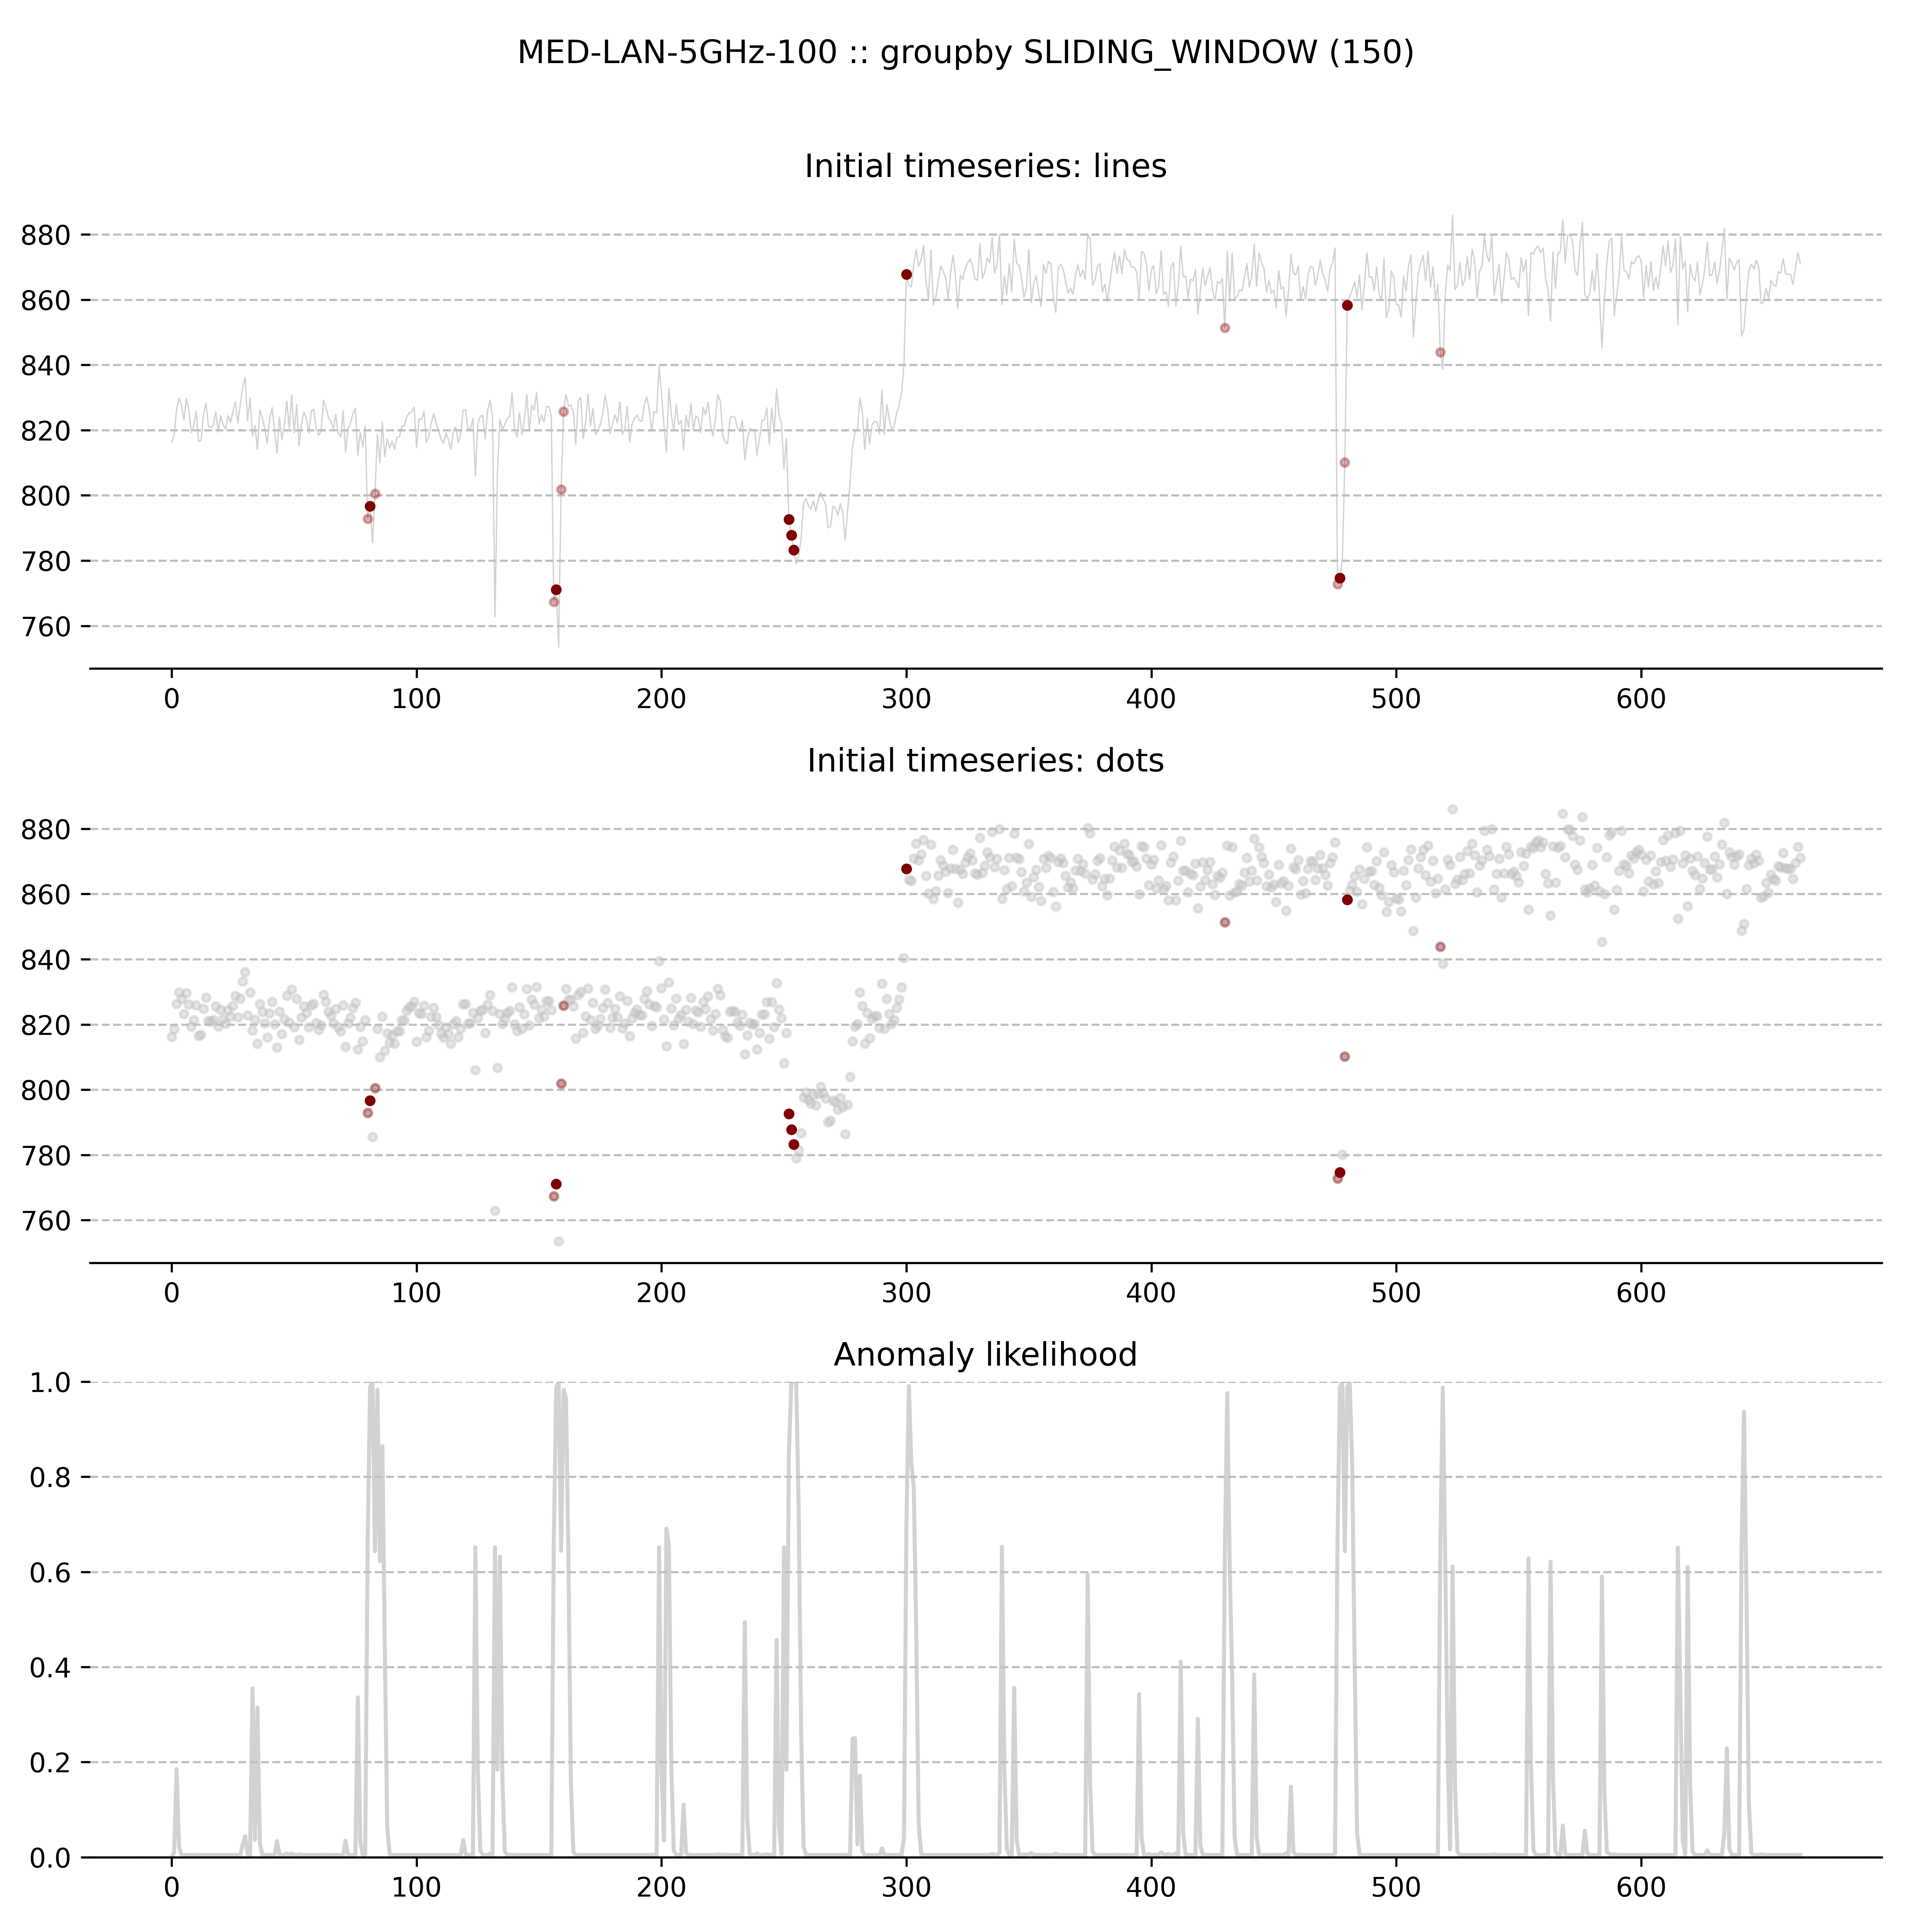 MED-LAN-5GHz-100 :: groupby SLIDING_WINDOW (150)
Initial timeseries: lines
880
860
840
820
800
780
760
0 100 200 300 400 500 600
Initial timeseries: dots
880
860
840
820
800
780
760
0 100 200 300 400 500 600
Anomaly likelihood
1.0
0.8
0.6
0.4
0.2
0.0
0 100 200 300 400 500 600